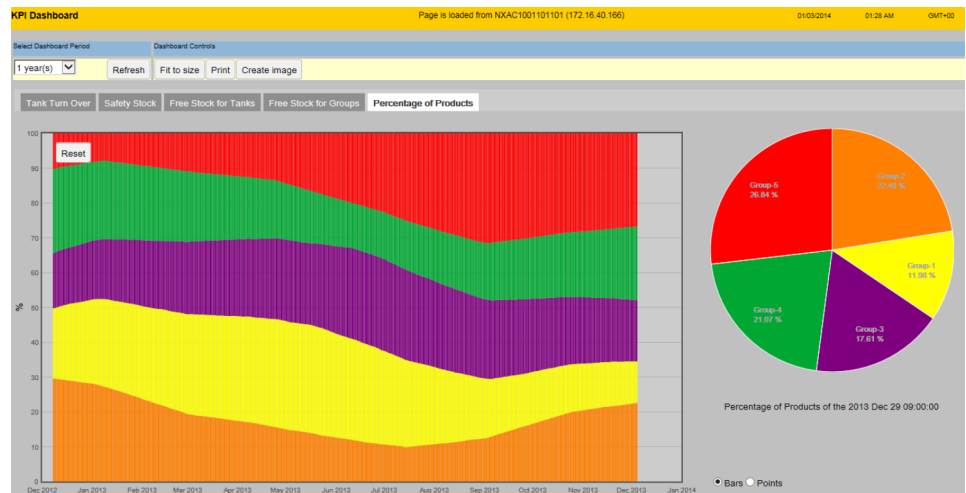 KPI Dashboard Page is loaded from NXAC1001101101 (172.16.40.166) 01/03/2014 01:28 AM GMT+00
Select Dashboard Period Dashboard Controls
1 year(s) Refresh Fit to size Print Create image
Tank Turn Over Safety Stock Free Stock for Tanks Free Stock for Groups Percentage of Products
Reset
100
90
80
70
60
50
40
30
20
10
0
%
Dec 2012 Jan 2013 Feb 2013 Mar 2013 Apr 2013 May 2013 Jun 2013 Jul 2013 Aug 2013 Sep 2013 Oct 2013 Nov 2013 Dec 2013 Jan 2014
Group-2
Group-5
26.84 %
Group-1
11.98 %
Group-4
21.07 %
Group-3
17.61 %
Percentage of Products of the 2013 Dec 29 09:00:00
Bars Points